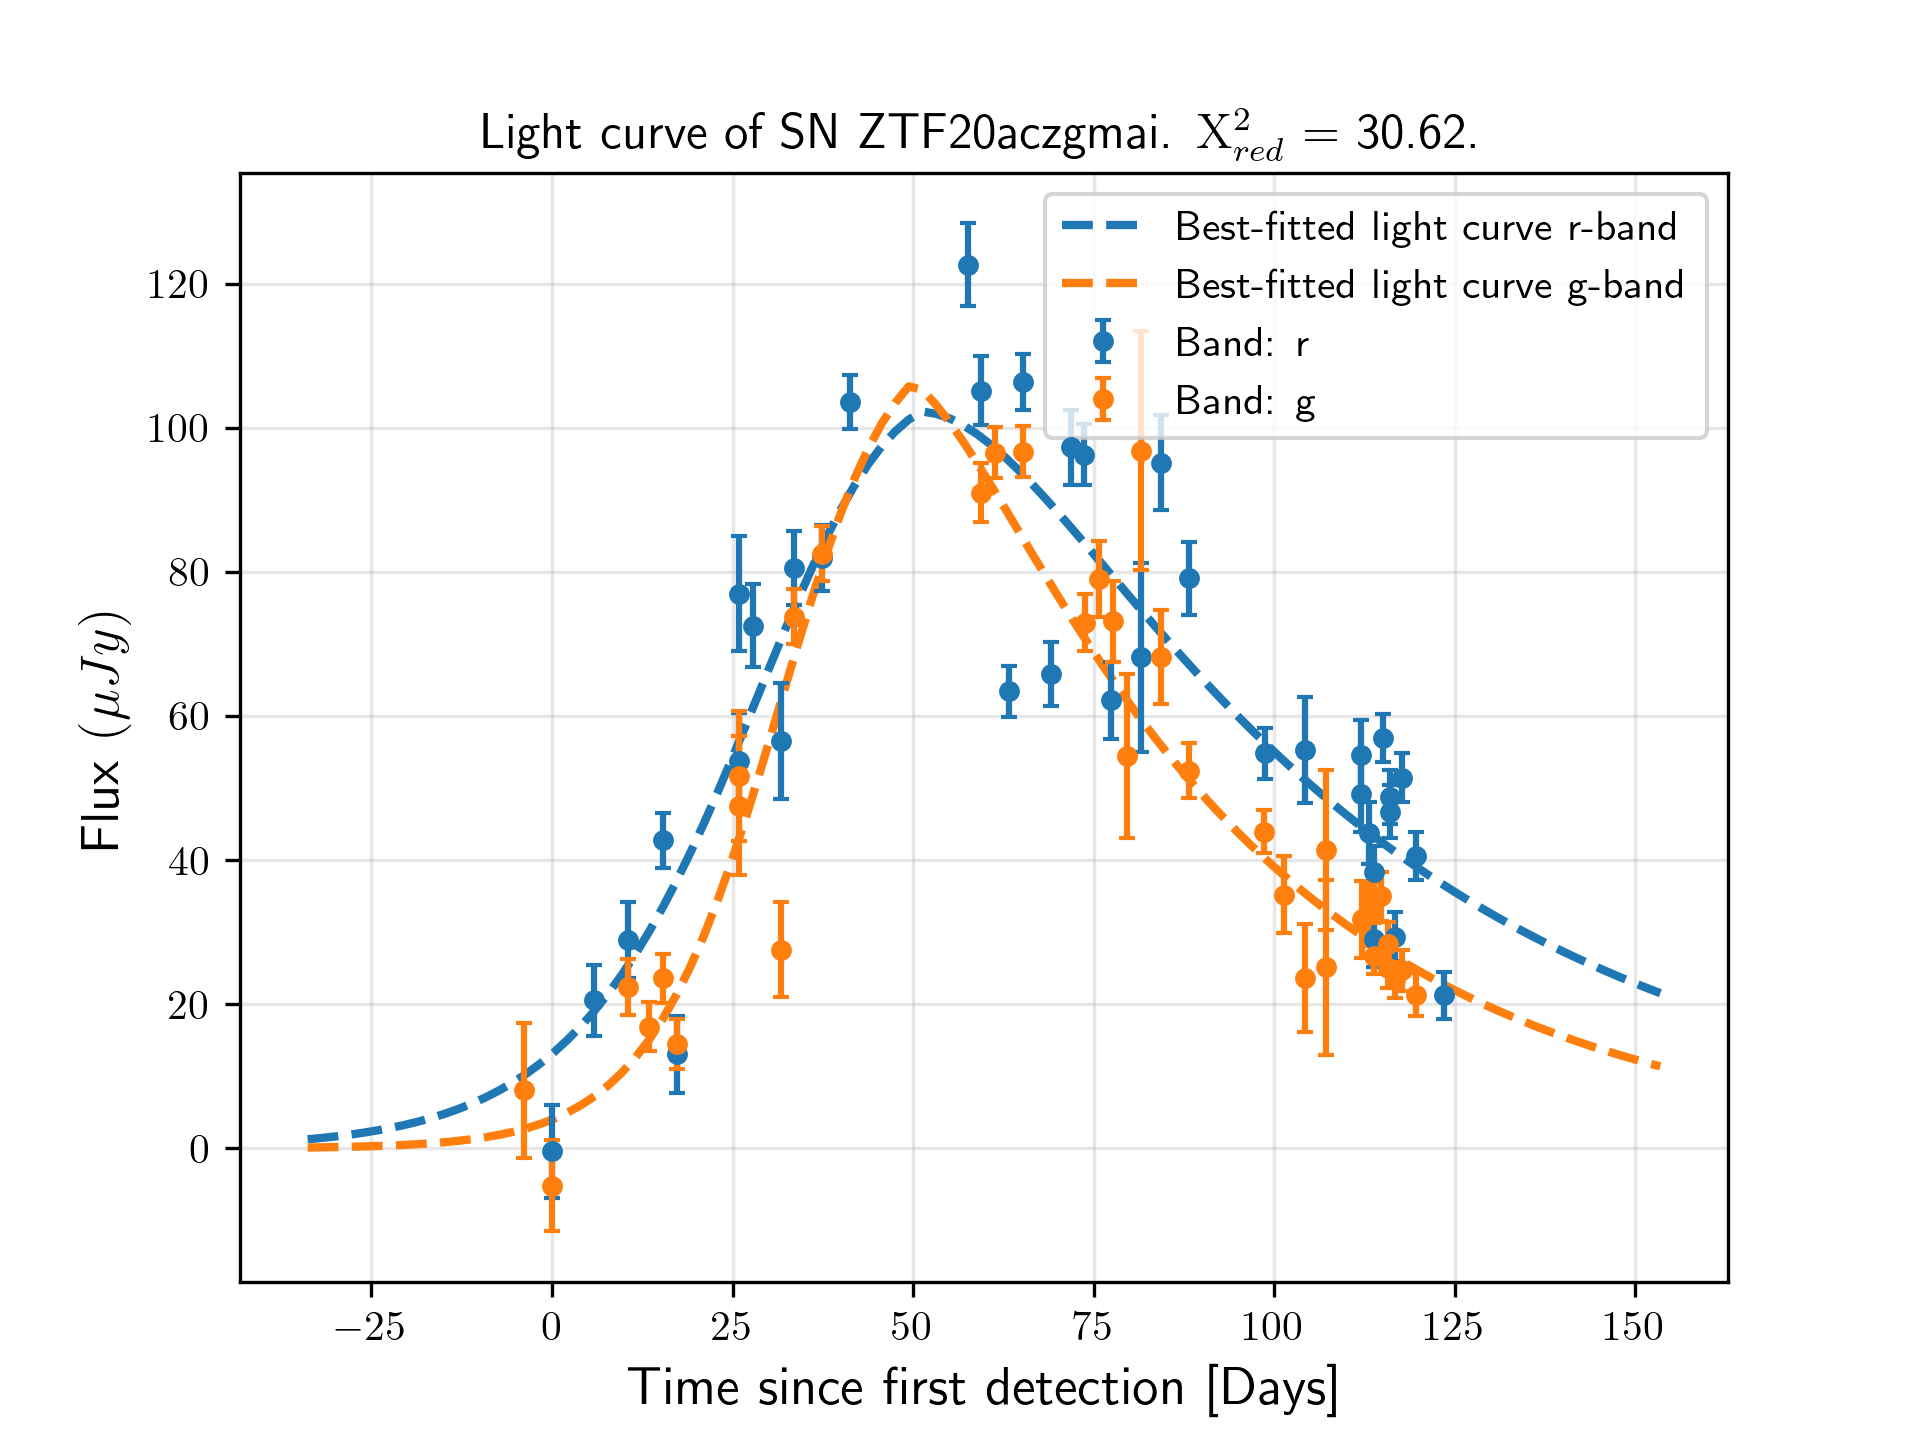 Light curve of SN ZTF20aczgmai. X²_red = 30.62.
Best-fitted light curve r-band
Best-fitted light curve g-band
Band: r
Band: g
120
100
80
60
40
20
0
Flux (μJy)
−25 0 25 50 75 100 125 150
Time since first detection [Days]